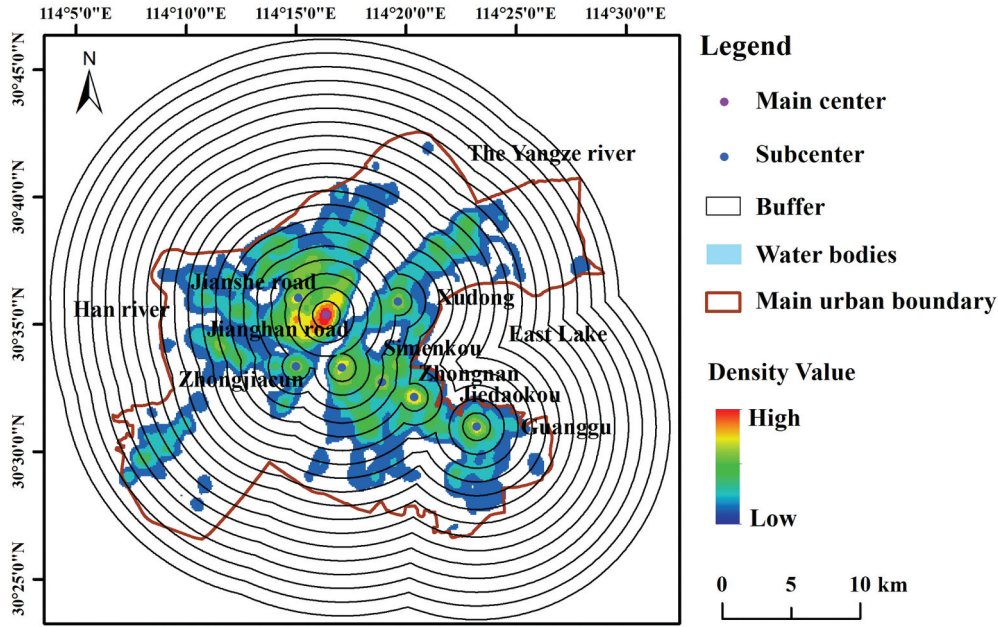 114°5'0"E 114°10'0"E 114°15'0"E 114°20'0"E 114°25'0"E 114°30'0"E
30°45'0"N
30°40'0"N
30°35'0"N
30°30'0"N
30°25'0"N
N
The Yangze river
Jianshe road
Han river
Xudong
Jianghan road
East Lake
Simenkou
Zhongjiacun
Zhongnan
Jiedaokou
Guanggu
Legend
Main center
Subcenter
Buffer
Water bodies
Main urban boundary
Density Value
High
Low
0 5 10 km